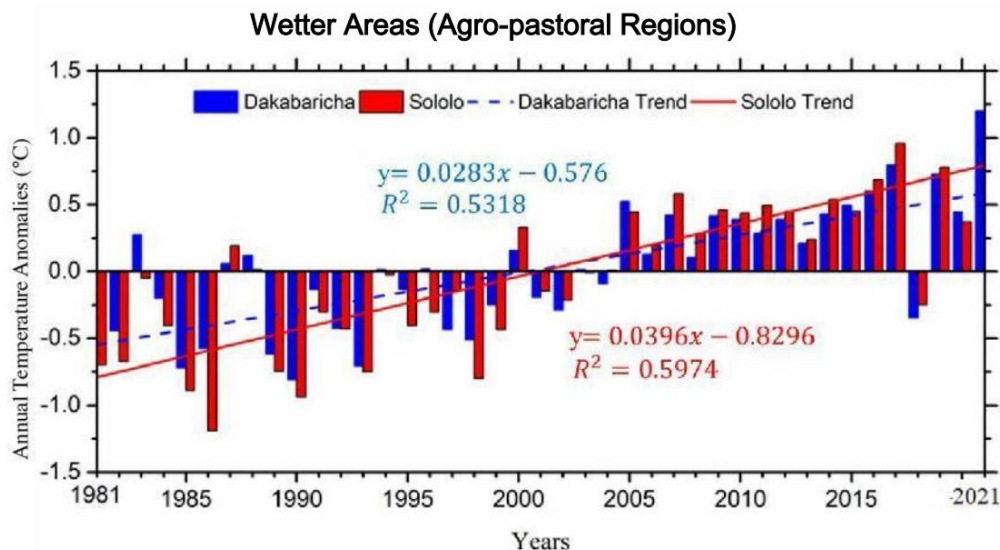 Wetter Areas (Agro-pastoral Regions)
1.5
1.0
0.5
0.0
-0.5
-1.0
-1.5
Annual Temperature Anomalies (°C)
Dakabaricha Sololo Dakabaricha Trend Sololo Trend
y= 0.0283x − 0.576
R² = 0.5318
y= 0.0396x − 0.8296
R² = 0.5974
1981 1985 1990 1995 2000 2005 2010 2015 2021
Years